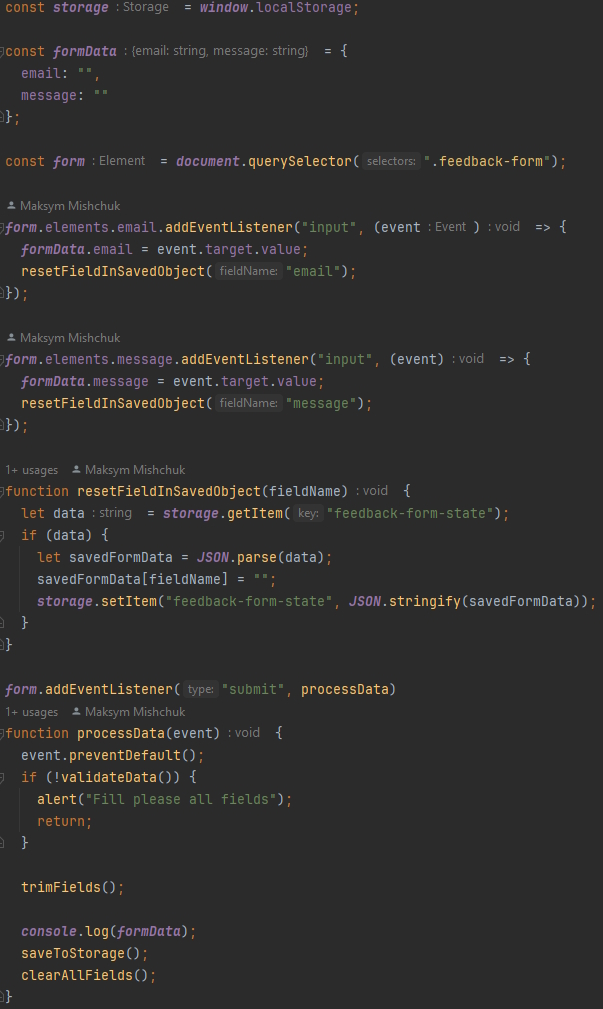 const storage : Storage = window.localStorage;
const formData : {email: string, message: string} = {
email: "",
message: ""
};
const form : Element = document.querySelector( selectors: ".feedback-form");
Maksym Mishchuk
form.elements.email.addEventListener("input", (event : Event ) : void => {
formData.email = event.target.value;
resetFieldInSavedObject( fieldName: "email");
});
Maksym Mishchuk
form.elements.message.addEventListener("input", (event) : void => {
formData.message = event.target.value;
resetFieldInSavedObject( fieldName: "message");
});
1+ usages Maksym Mishchuk
function resetFieldInSavedObject(fieldName) : void {
let data : string = storage.getItem( key: "feedback-form-state");
if (data) {
let savedFormData = JSON.parse(data);
savedFormData[fieldName] = "";
storage.setItem("feedback-form-state", JSON.stringify(savedFormData));
}
}
form.addEventListener( type: "submit", processData)
1+ usages Maksym Mishchuk
function processData(event) : void {
event.preventDefault();
if (!validateData()) {
alert("Fill please all fields");
return;
}
trimFields();
console.log(formData);
saveToStorage();
clearAllFields();
}